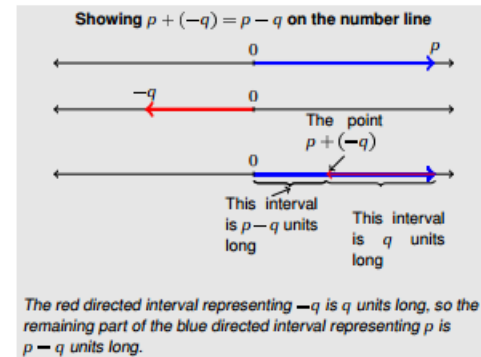 Showing p + (−q) = p − q on the number line
0 p
−q 0
The point
p + (−q)
0
This interval
is p − q units
long
This interval
is q units
long
The red directed interval representing −q is q units long, so the
remaining part of the blue directed interval representing p is
p − q units long.